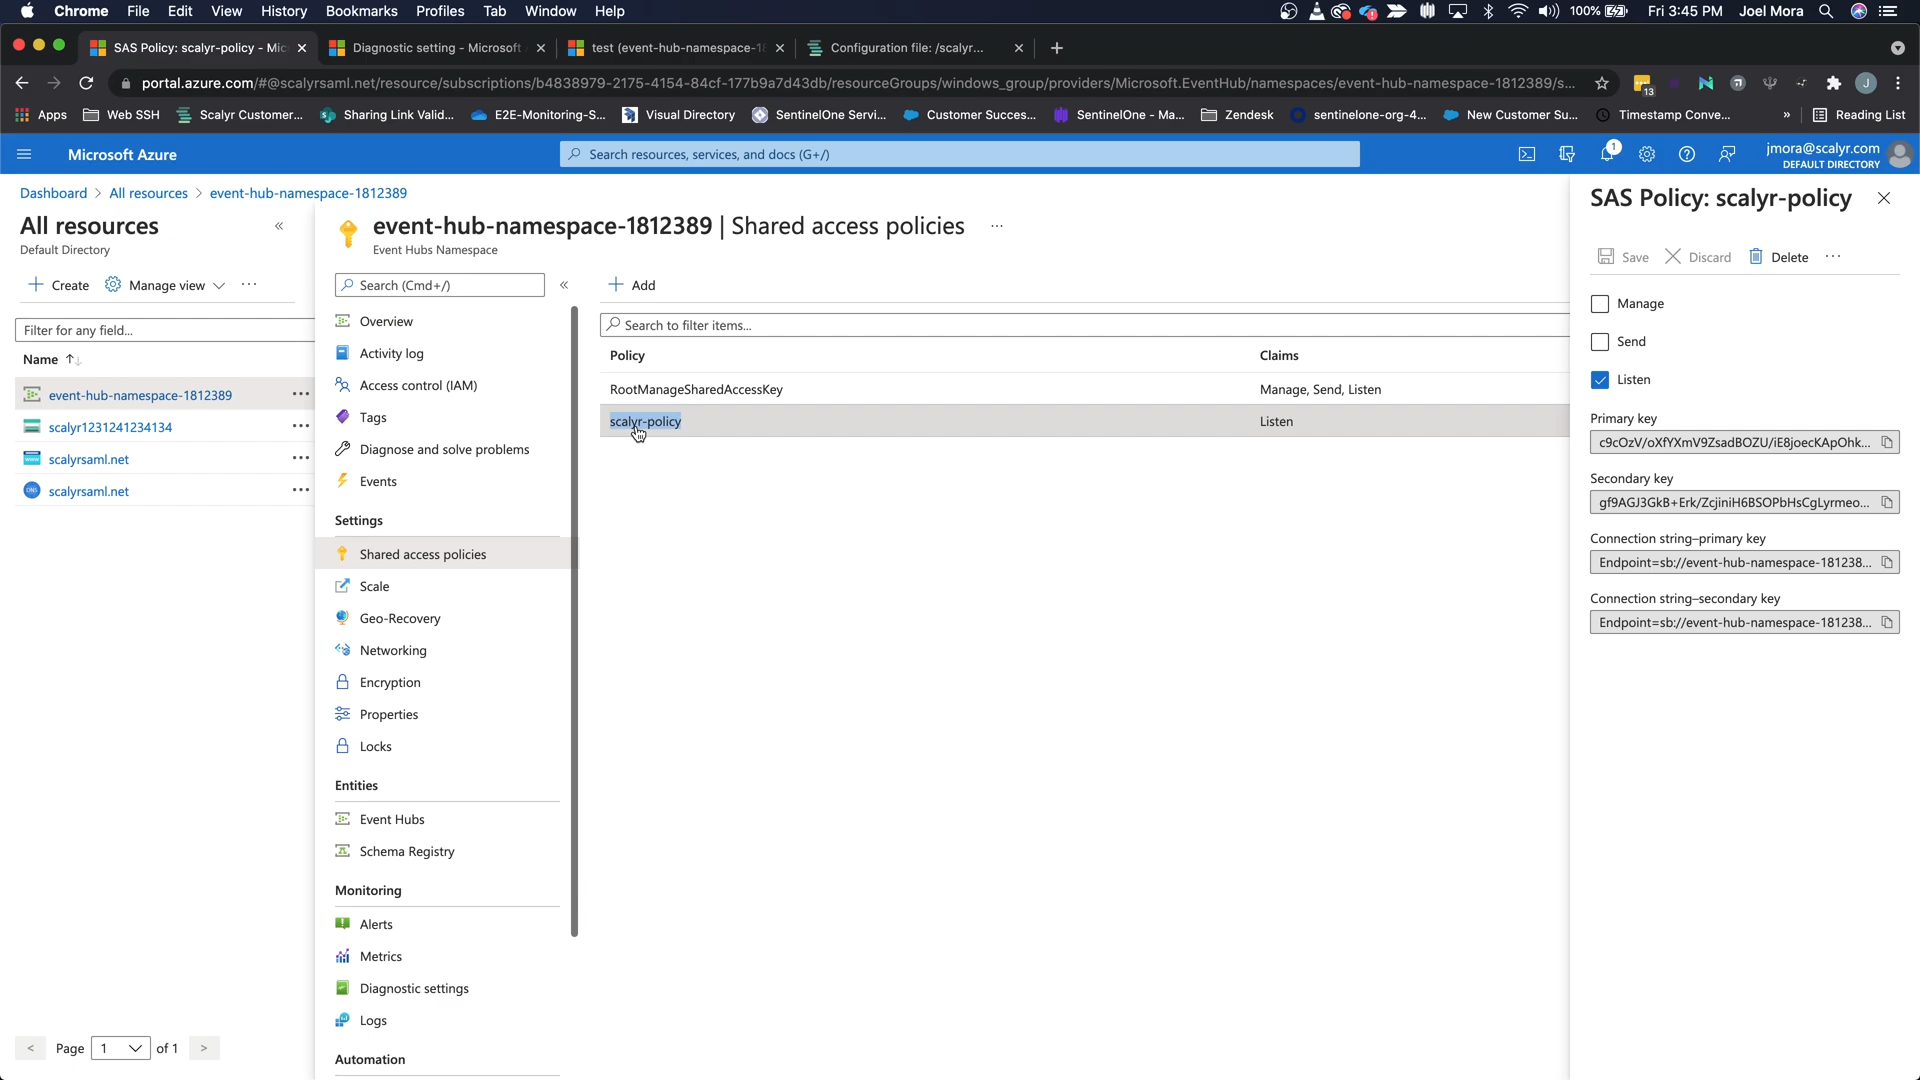 Chrome File Edit View History Bookmarks Profiles Tab Window Help 100% Fri 3:45 PM Joel Mora
SAS Policy: scalyr-policy - Mic Diagnostic setting - Microsoft test (event-hub-namespace-18 Configuration file: /scalyr...
portal.azure.com/#@scalyrsaml.net/resource/subscriptions/b4838979-2175-4154-84cf-177b9a7d43db/resourceGroups/windows_group/providers/Microsoft.EventHub/namespaces/event-hub-namespace-1812389/s... 13 J
Apps Web SSH Scalyr Customer... Sharing Link Valid... E2E-Monitoring-S... Visual Directory SentinelOne Servi... Customer Succes... SentinelOne - Ma... Zendesk sentinelone-org-4... New Customer Su... Timestamp Conve... » Reading List
Microsoft Azure
Search resources, services, and docs (G+/)
1
jmora@scalyr.com
DEFAULT DIRECTORY
Dashboard > All resources > event-hub-namespace-1812389
All resources «
Default Directory
+ Create Manage view ...
Filter for any field...
Name ↑↓
event-hub-namespace-1812389 ...
scalyr1231241234134 ...
scalyrsaml.net ...
scalyrsaml.net ...
< Page 1 of 1 >
event-hub-namespace-1812389 | Shared access policies ...
Event Hubs Namespace
Search (Cmd+/) «
Overview
Activity log
Access control (IAM)
Tags
Diagnose and solve problems
Events
Settings
Shared access policies
Scale
Geo-Recovery
Networking
Encryption
Properties
Locks
Entities
Event Hubs
Schema Registry
Monitoring
Alerts
Metrics
Diagnostic settings
Logs
Automation
+ Add
Search to filter items...
Policy Claims
RootManageSharedAccessKey Manage, Send, Listen
scalyr-policy Listen
SAS Policy: scalyr-policy
Save Discard Delete ...
Manage
Send
Listen
Primary key
c9cOzV/oXfYXmV9ZsadBOZU/iE8joecKApOhk...
Secondary key
gf9AGJ3GkB+Erk/ZcjiniH6BSOPbHsCgLyrmeo...
Connection string–primary key
Endpoint=sb://event-hub-namespace-181238...
Connection string–secondary key
Endpoint=sb://event-hub-namespace-181238...